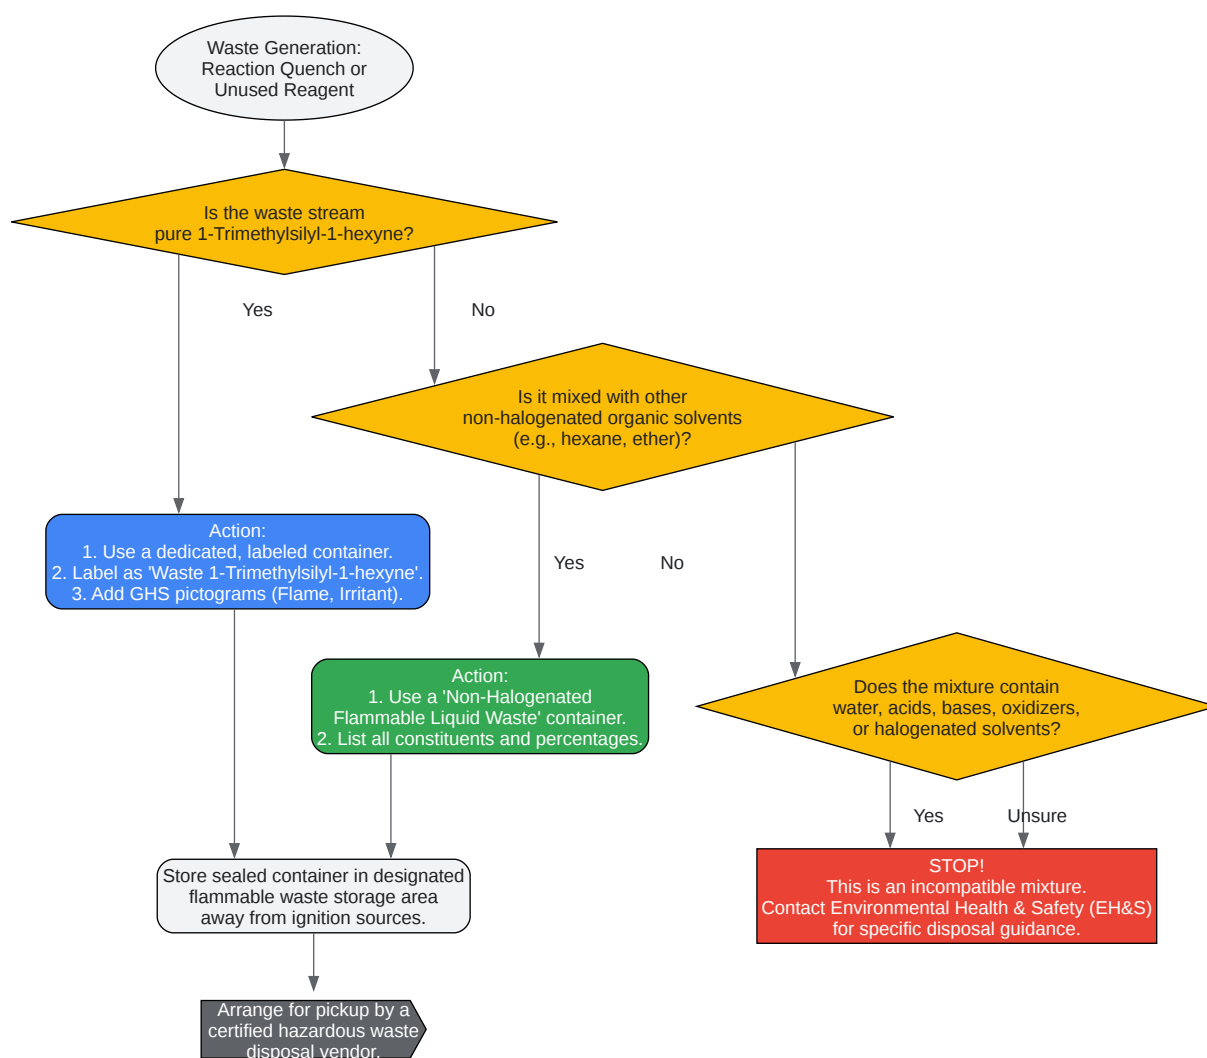 Waste Generation:
Reaction Quench or
Unused Reagent
Is the waste stream
pure 1-Trimethylsilyl-1-hexyne?
Yes
No
Is it mixed with other
non-halogenated organic solvents
(e.g., hexane, ether)?
Action:
1. Use a dedicated, labeled container.
2. Label as 'Waste 1-Trimethylsilyl-1-hexyne'.
3. Add GHS pictograms (Flame, Irritant).
Yes
No
Action:
1. Use a 'Non-Halogenated
Flammable Liquid Waste' container.
2. List all constituents and percentages.
Does the mixture contain
water, acids, bases, oxidizers,
or halogenated solvents?
Yes
Unsure
Store sealed container in designated
flammable waste storage area
away from ignition sources.
STOP!
This is an incompatible mixture.
Contact Environmental Health & Safety (EH&S)
for specific disposal guidance.
Arrange for pickup by a
certified hazardous waste
disposal vendor.